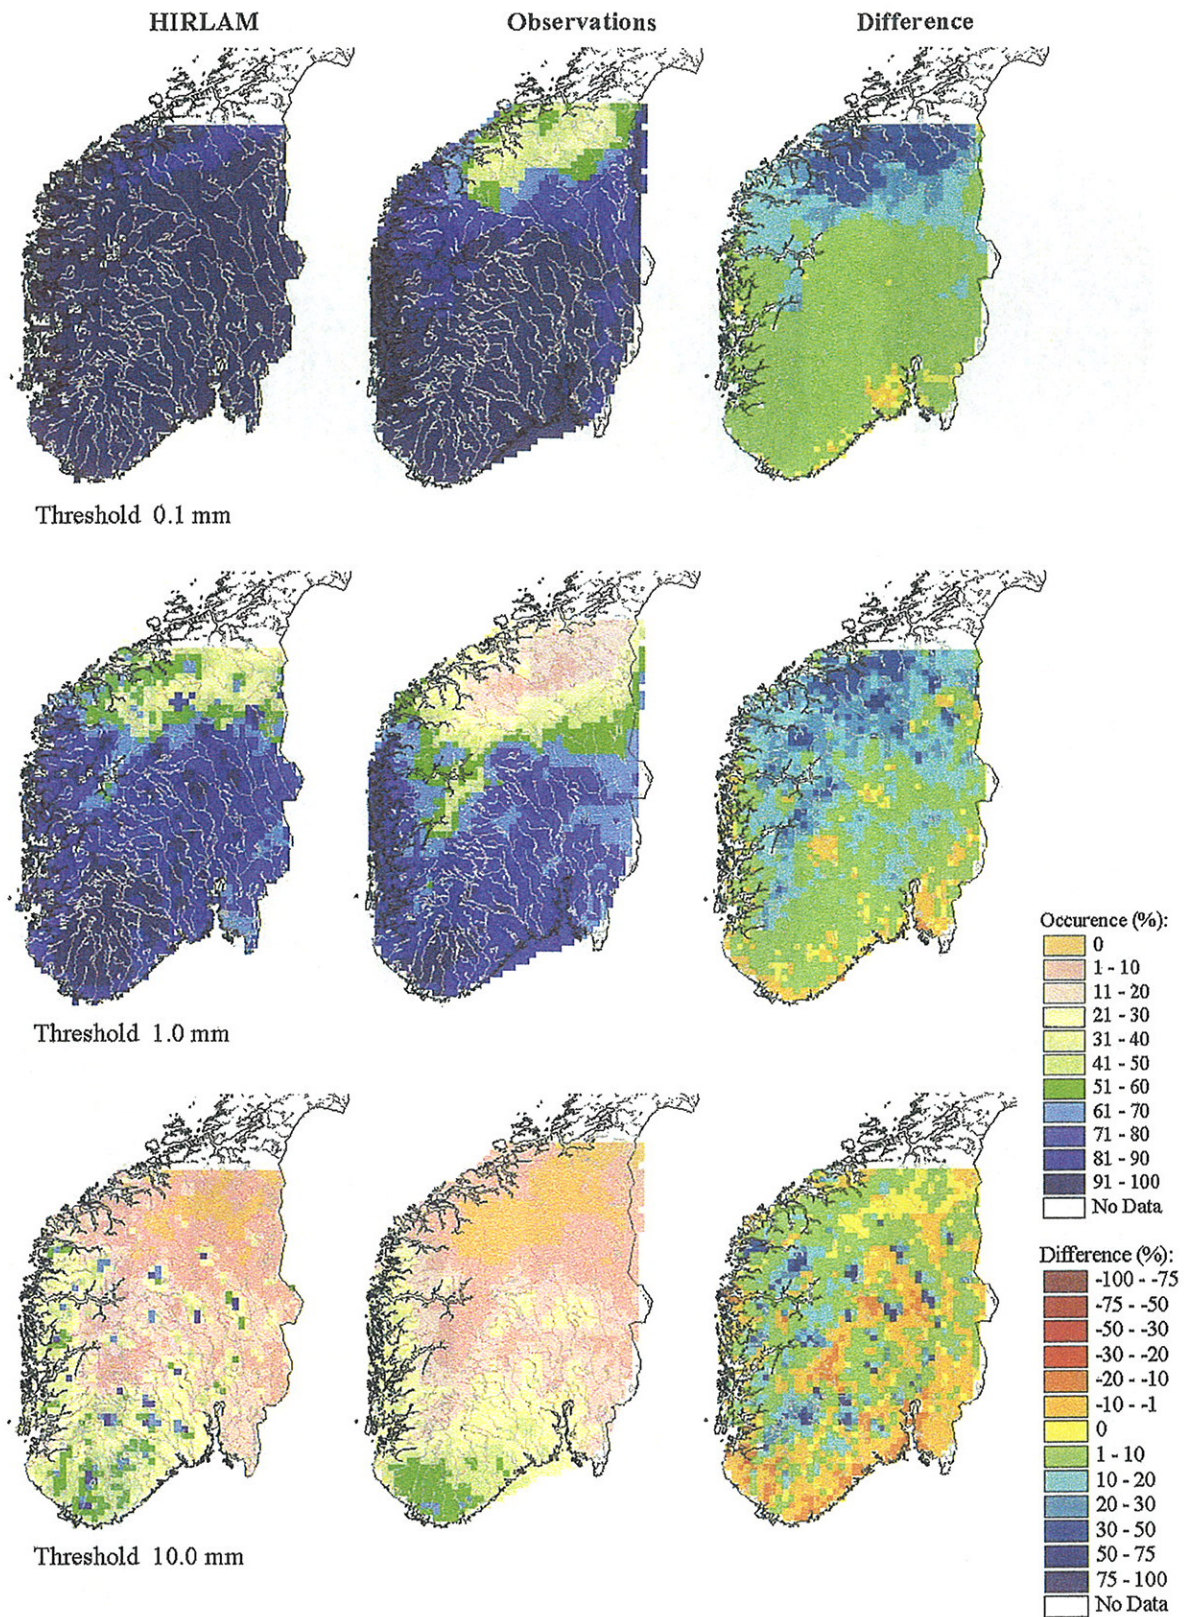 HIRLAM
Observations
Difference
Threshold 0.1 mm
Threshold 1.0 mm
Threshold 10.0 mm
Occurence (%):
0
1 - 10
11 - 20
21 - 30
31 - 40
41 - 50
51 - 60
61 - 70
71 - 80
81 - 90
91 - 100
No Data
Difference (%):
-100 - -75
-75 - -50
-50 - -30
-30 - -20
-20 - -10
-10 - -1
0
1 - 10
10 - 20
20 - 30
30 - 50
50 - 75
75 - 100
No Data